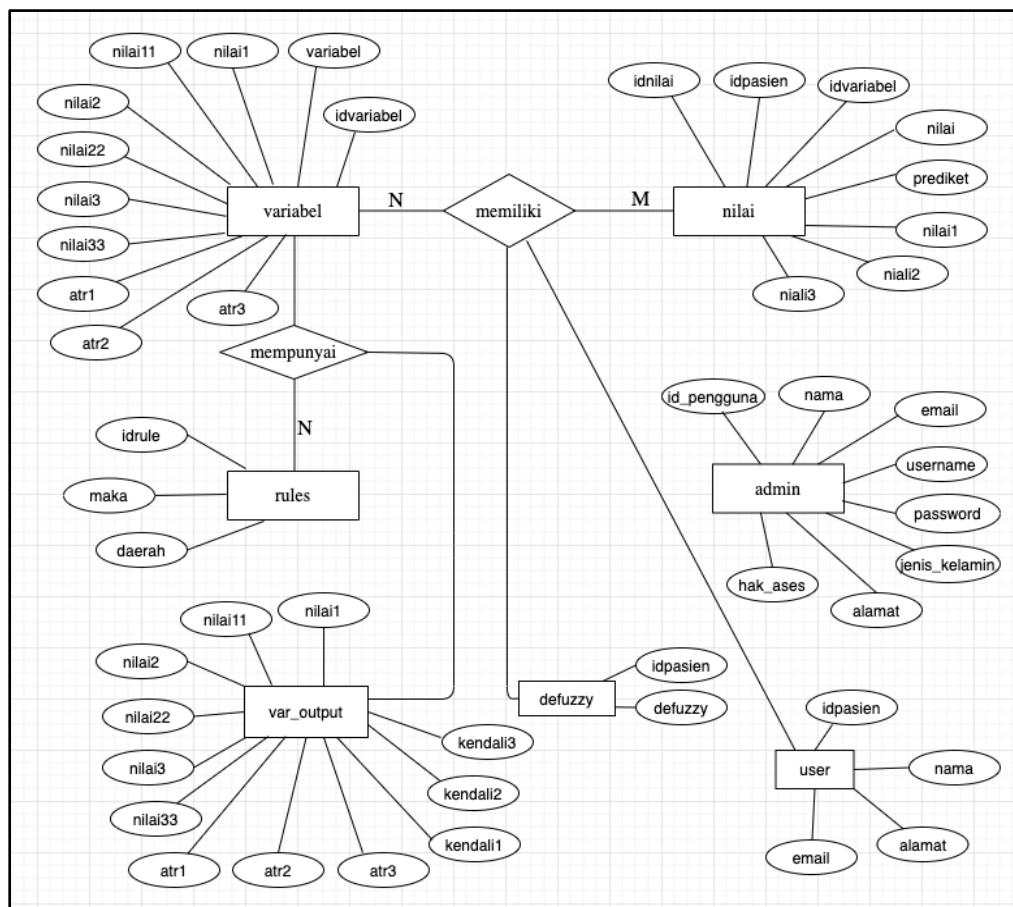 nilai11
nilai1
variabel
nilai2
idvariabel
nilai22
nilai3
nilai33
atr1
atr2
atr3
variabel
N
memiliki
M
idnilai
idpasien
idvariabel
nilai
prediket
nilai1
niali2
niali3
nilai
mempunyai
N
idrule
maka
daerah
rules
id_pengguna
nama
email
username
password
jenis_kelamin
alamat
hak_ases
admin
nilai11
nilai1
nilai2
nilai22
nilai3
nilai33
atr1
atr2
atr3
kendali3
kendali2
kendali1
var_output
defuzzy
idpasien
defuzzy
idpasien
user
nama
email
alamat